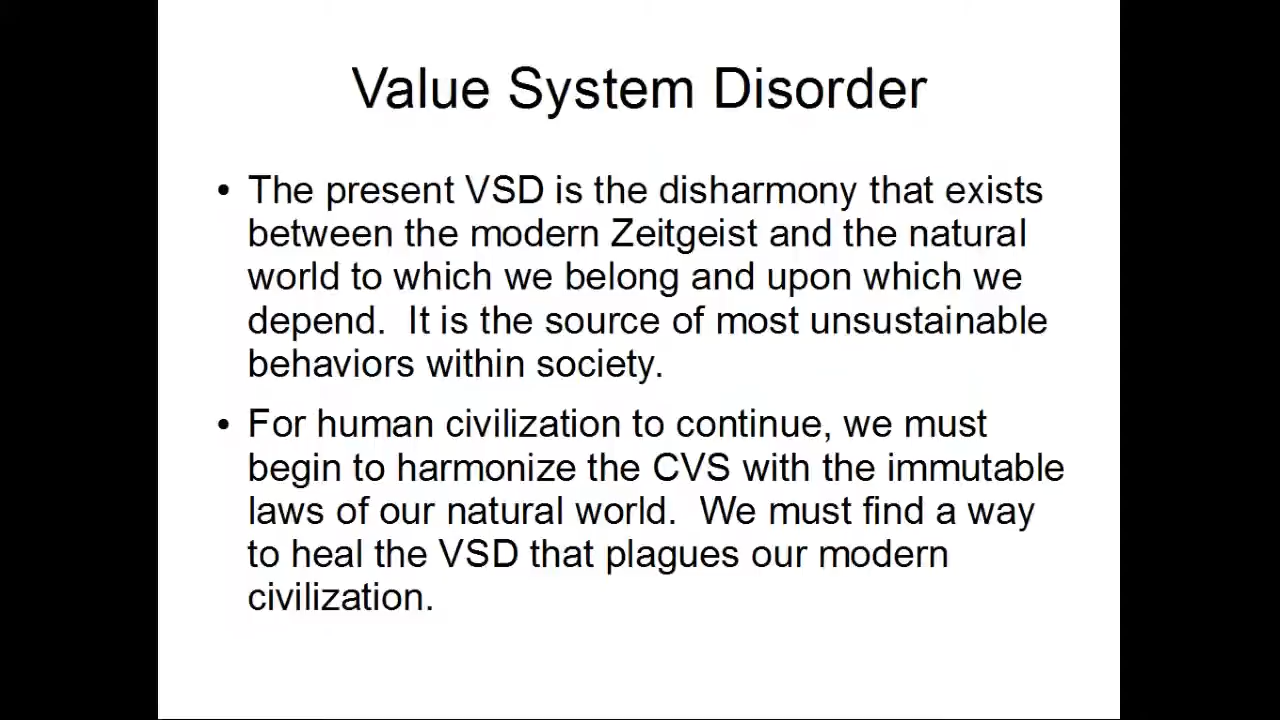 Value System Disorder
• The present VSD is the disharmony that exists
between the modern Zeitgeist and the natural
world to which we belong and upon which we
depend.  It is the source of most unsustainable
behaviors within society.
• For human civilization to continue, we must
begin to harmonize the CVS with the immutable
laws of our natural world.  We must find a way
to heal the VSD that plagues our modern
civilization.